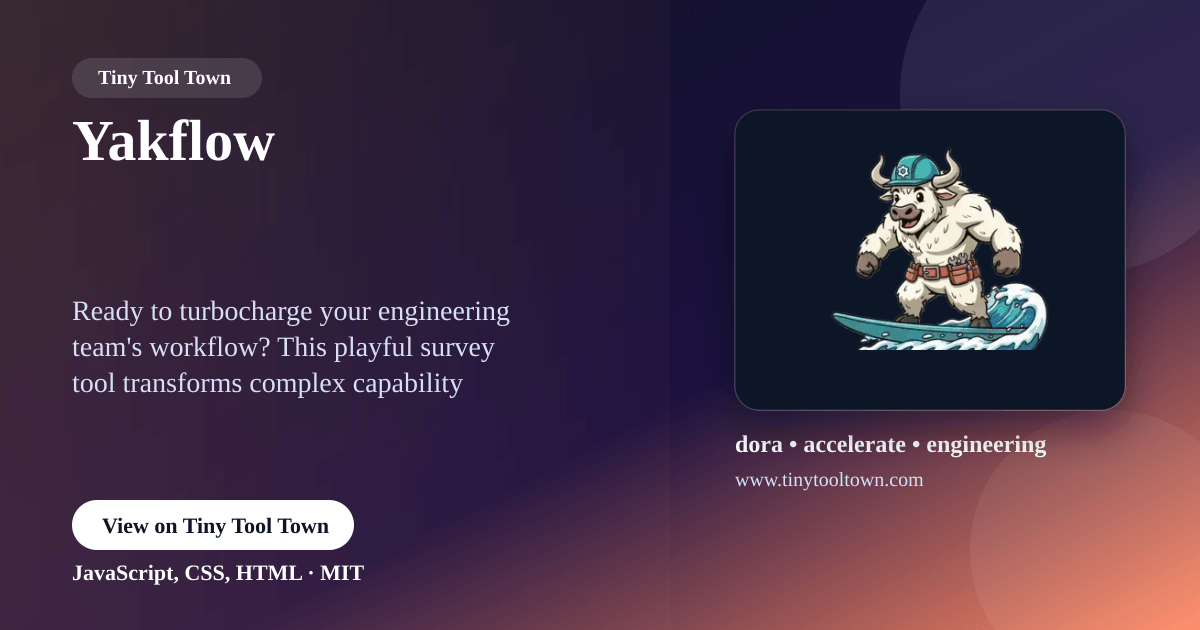 Tiny Tool Town
Yakflow
Ready to turbocharge your engineering
team's workflow? This playful survey
tool transforms complex capability
View on Tiny Tool Town
JavaScript, CSS, HTML · MIT
dora • accelerate • engineering
www.tinytooltown.com